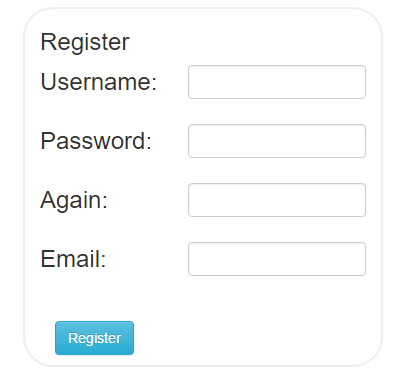 Register
Username:
Password:
Again:
Email:
Register